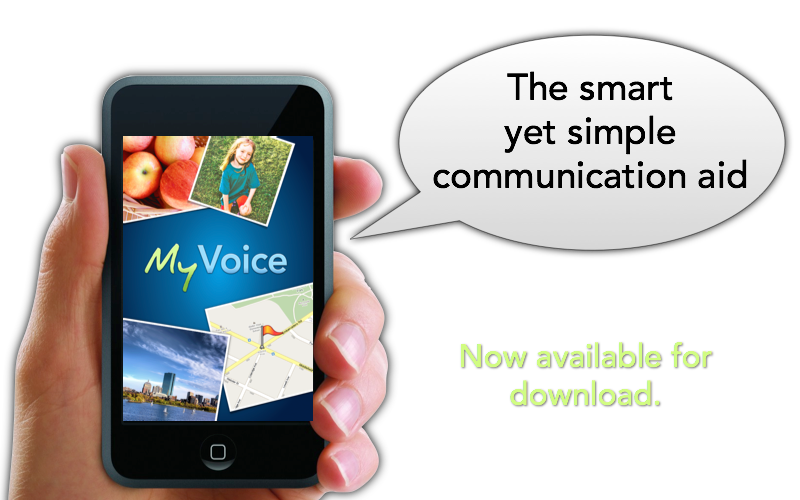 The smart
yet simple
communication aid
MyVoice
Now available for
download.